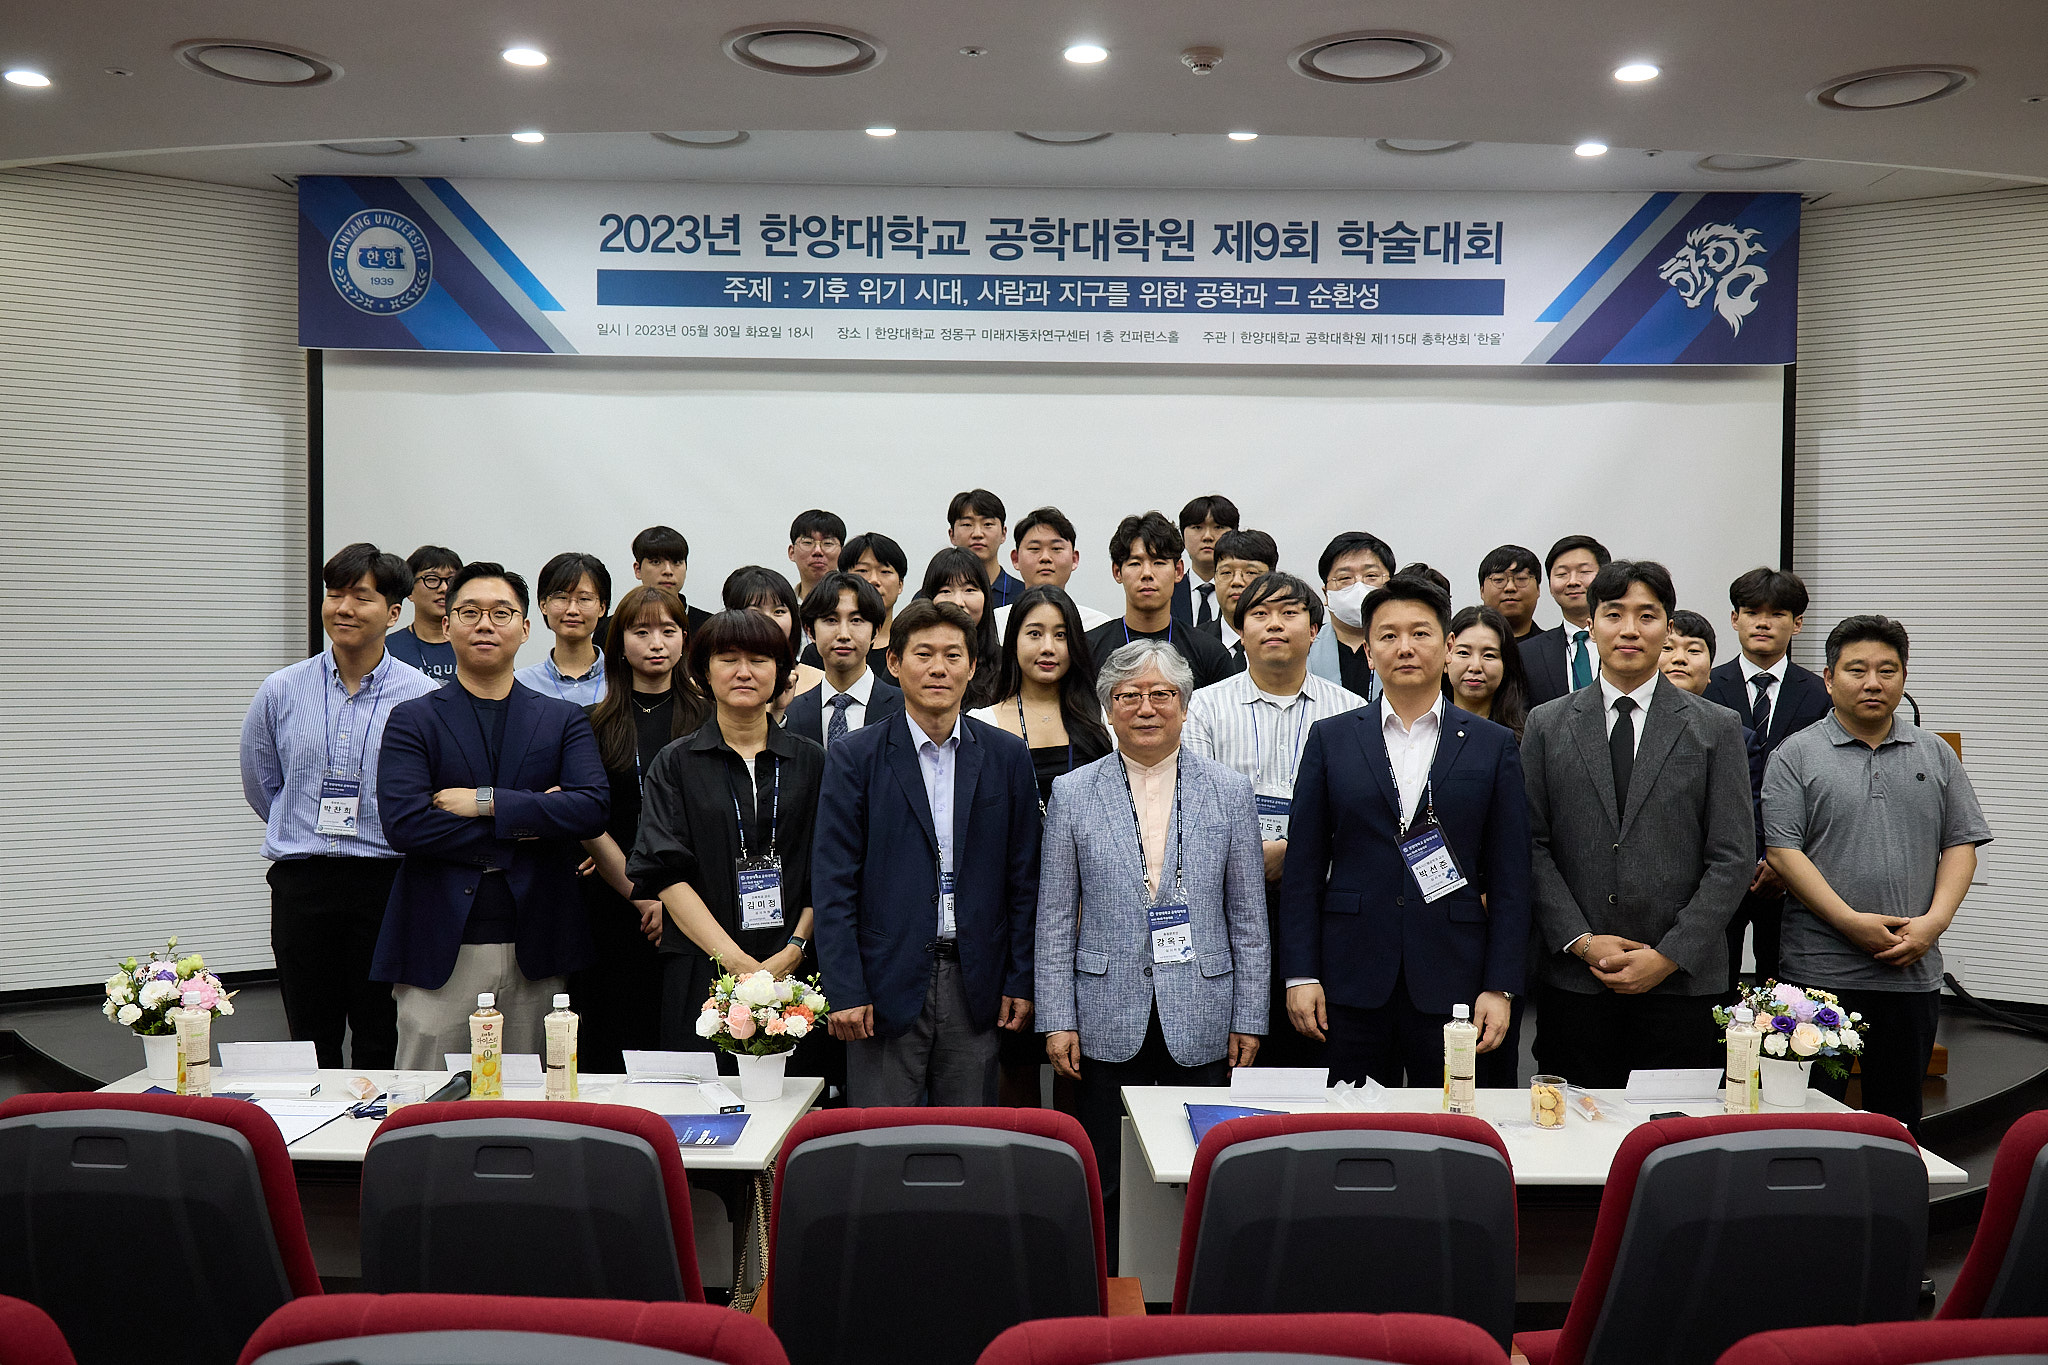 2023년 한양대학교 공학대학원 제9회 학술대회
HANYANG UNIVERSITY
한양
1939
주제 : 기후 위기 시대, 사람과 지구를 위한 공학과 그 순환성
일시 | 2023년 05월 30일 화요일 18시 장소 | 한양대학교 정몽구 미래자동차연구센터 1층 컨퍼런스홀 주관 | 한양대학교 공학대학원 제115대 총학생회 '한울'
박찬희
김미정
강옥구
도훈
박선준
아이스티